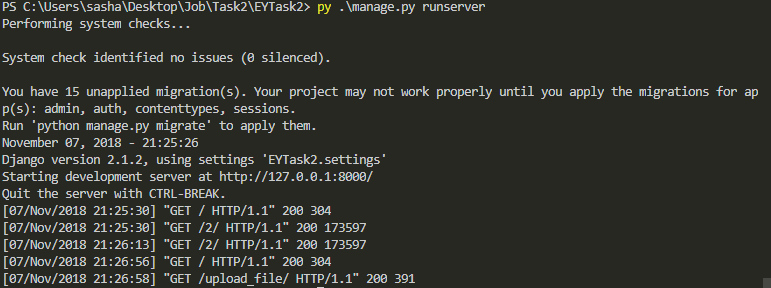 PS C:\Users\sasha\Desktop\Job\Task2\EYTask2> py .\manage.py runserver
Performing system checks...
System check identified no issues (0 silenced).
You have 15 unapplied migration(s). Your project may not work properly until you apply the migrations for ap
p(s): admin, auth, contenttypes, sessions.
Run 'python manage.py migrate' to apply them.
November 07, 2018 - 21:25:26
Django version 2.1.2, using settings 'EYTask2.settings'
Starting development server at http://127.0.0.1:8000/
Quit the server with CTRL-BREAK.
[07/Nov/2018 21:25:30] "GET / HTTP/1.1" 200 304
[07/Nov/2018 21:25:30] "GET /2/ HTTP/1.1" 200 173597
[07/Nov/2018 21:26:13] "GET /2/ HTTP/1.1" 200 173597
[07/Nov/2018 21:26:56] "GET / HTTP/1.1" 200 304
[07/Nov/2018 21:26:58] "GET /upload_file/ HTTP/1.1" 200 391